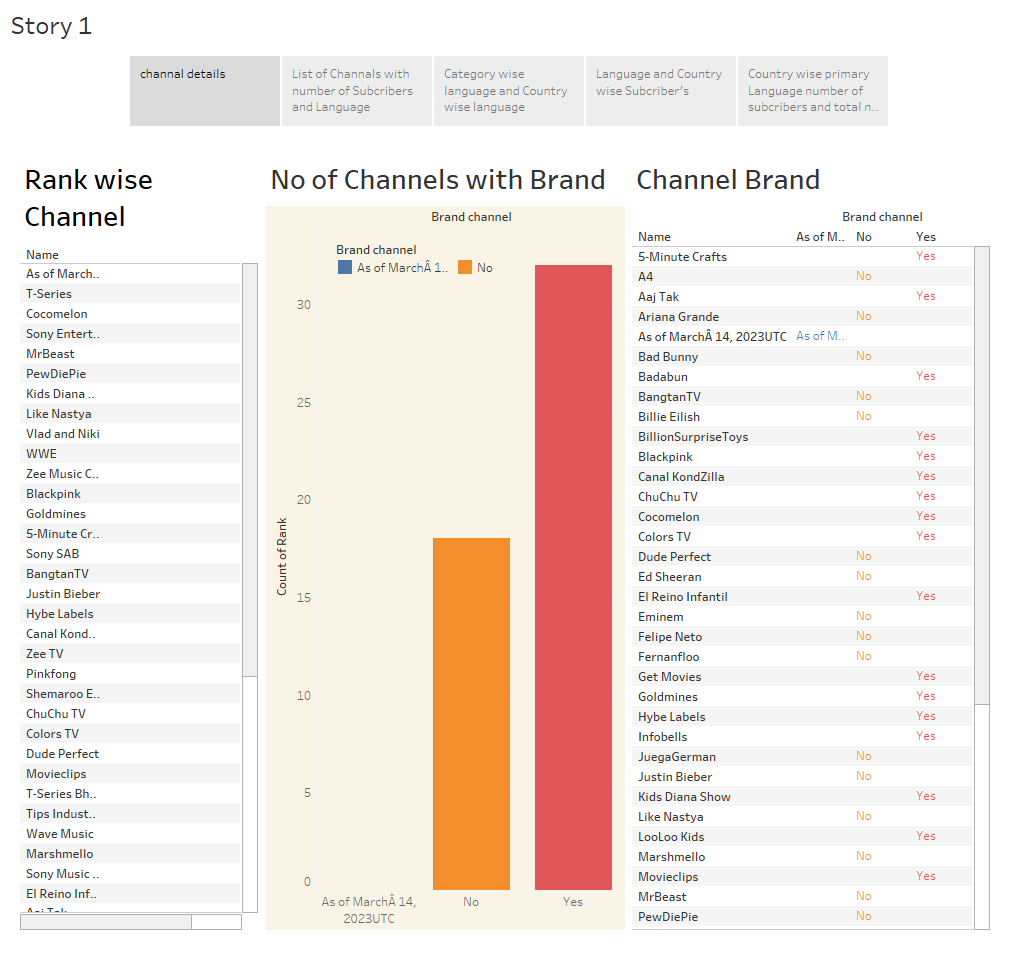 Story 1
channal details
List of Channals with
number of Subcribers
and Language
Category wise
language and Country
wise language
Language and Country
wise Subcriber's
Country wise primary
Language number of
subcribers and total n..
Rank wise
Channel
Name
As of March..
T-Series
Cocomelon
Sony Entert..
MrBeast
PewDiePie
Kids Diana ..
Like Nastya
Vlad and Niki
WWE
Zee Music C..
Blackpink
Goldmines
5-Minute Cr..
Sony SAB
BangtanTV
Justin Bieber
Hybe Labels
Canal Kond..
Zee TV
Pinkfong
Shemaroo E..
ChuChu TV
Colors TV
Dude Perfect
Movieclips
T-Series Bh..
Tips Indust..
Wave Music
Marshmello
Sony Music ..
El Reino Inf..
Aaj Tak
No of Channels with Brand
Brand channel
Brand channel
As of MarchÂ 1.. No
30
25
20
15
10
5
0
Count of Rank
As of MarchÂ 14,
2023UTC
No
Yes
Channel Brand
Brand channel
Name As of M.. No Yes
5-Minute Crafts Yes
A4 No
Aaj Tak Yes
Ariana Grande No
As of MarchÂ 14, 2023UTC As of M..
Bad Bunny No
Badabun Yes
BangtanTV No
Billie Eilish No
BillionSurpriseToys Yes
Blackpink Yes
Canal KondZilla Yes
ChuChu TV Yes
Cocomelon Yes
Colors TV Yes
Dude Perfect No
Ed Sheeran No
El Reino Infantil Yes
Eminem No
Felipe Neto No
Fernanfloo No
Get Movies Yes
Goldmines Yes
Hybe Labels Yes
Infobells Yes
JuegaGerman No
Justin Bieber No
Kids Diana Show Yes
Like Nastya No
LooLoo Kids Yes
Marshmello No
Movieclips Yes
MrBeast No
PewDiePie No